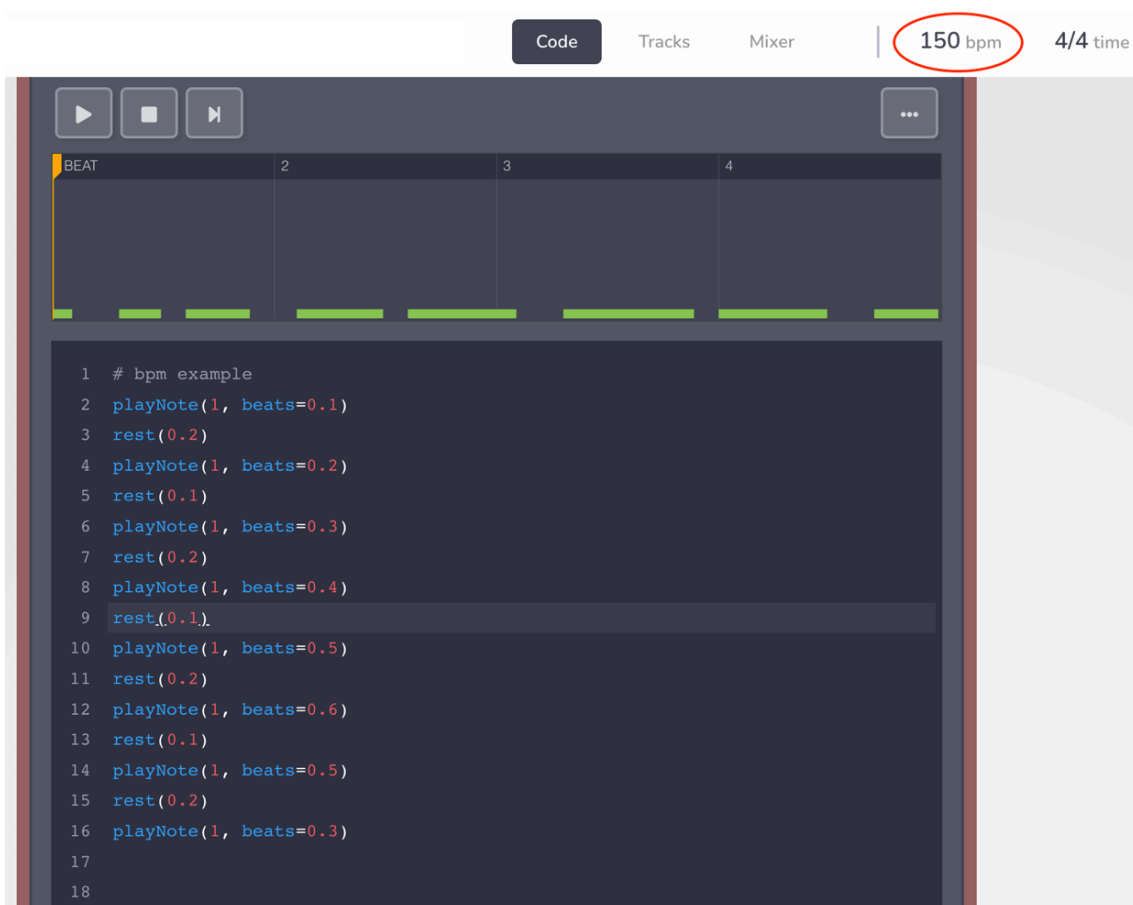 Code Tracks Mixer 150 bpm 4/4 time
BEAT 2 3 4
1 # bpm example
2 playNote(1, beats=0.1)
3 rest(0.2)
4 playNote(1, beats=0.2)
5 rest(0.1)
6 playNote(1, beats=0.3)
7 rest(0.2)
8 playNote(1, beats=0.4)
9 rest(0.1)
10 playNote(1, beats=0.5)
11 rest(0.2)
12 playNote(1, beats=0.6)
13 rest(0.1)
14 playNote(1, beats=0.5)
15 rest(0.2)
16 playNote(1, beats=0.3)
17
18